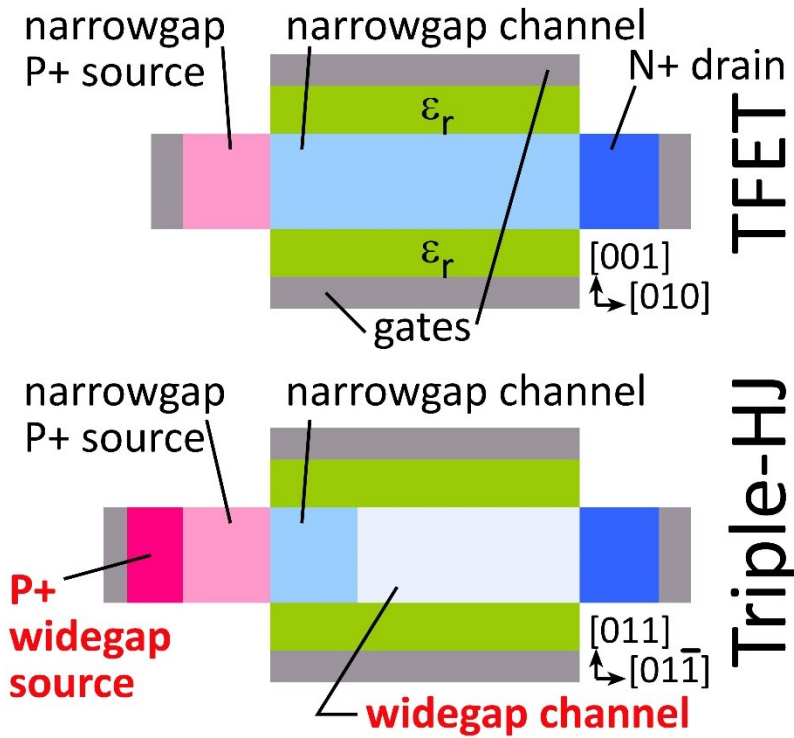 narrowgap
P+ source
narrowgap channel
N+ drain
εr
εr
[001]
[010]
gates
TFET
narrowgap
P+ source
narrowgap channel
P+
widegap
source
[011]
[011̄]
widegap channel
Triple-HJ